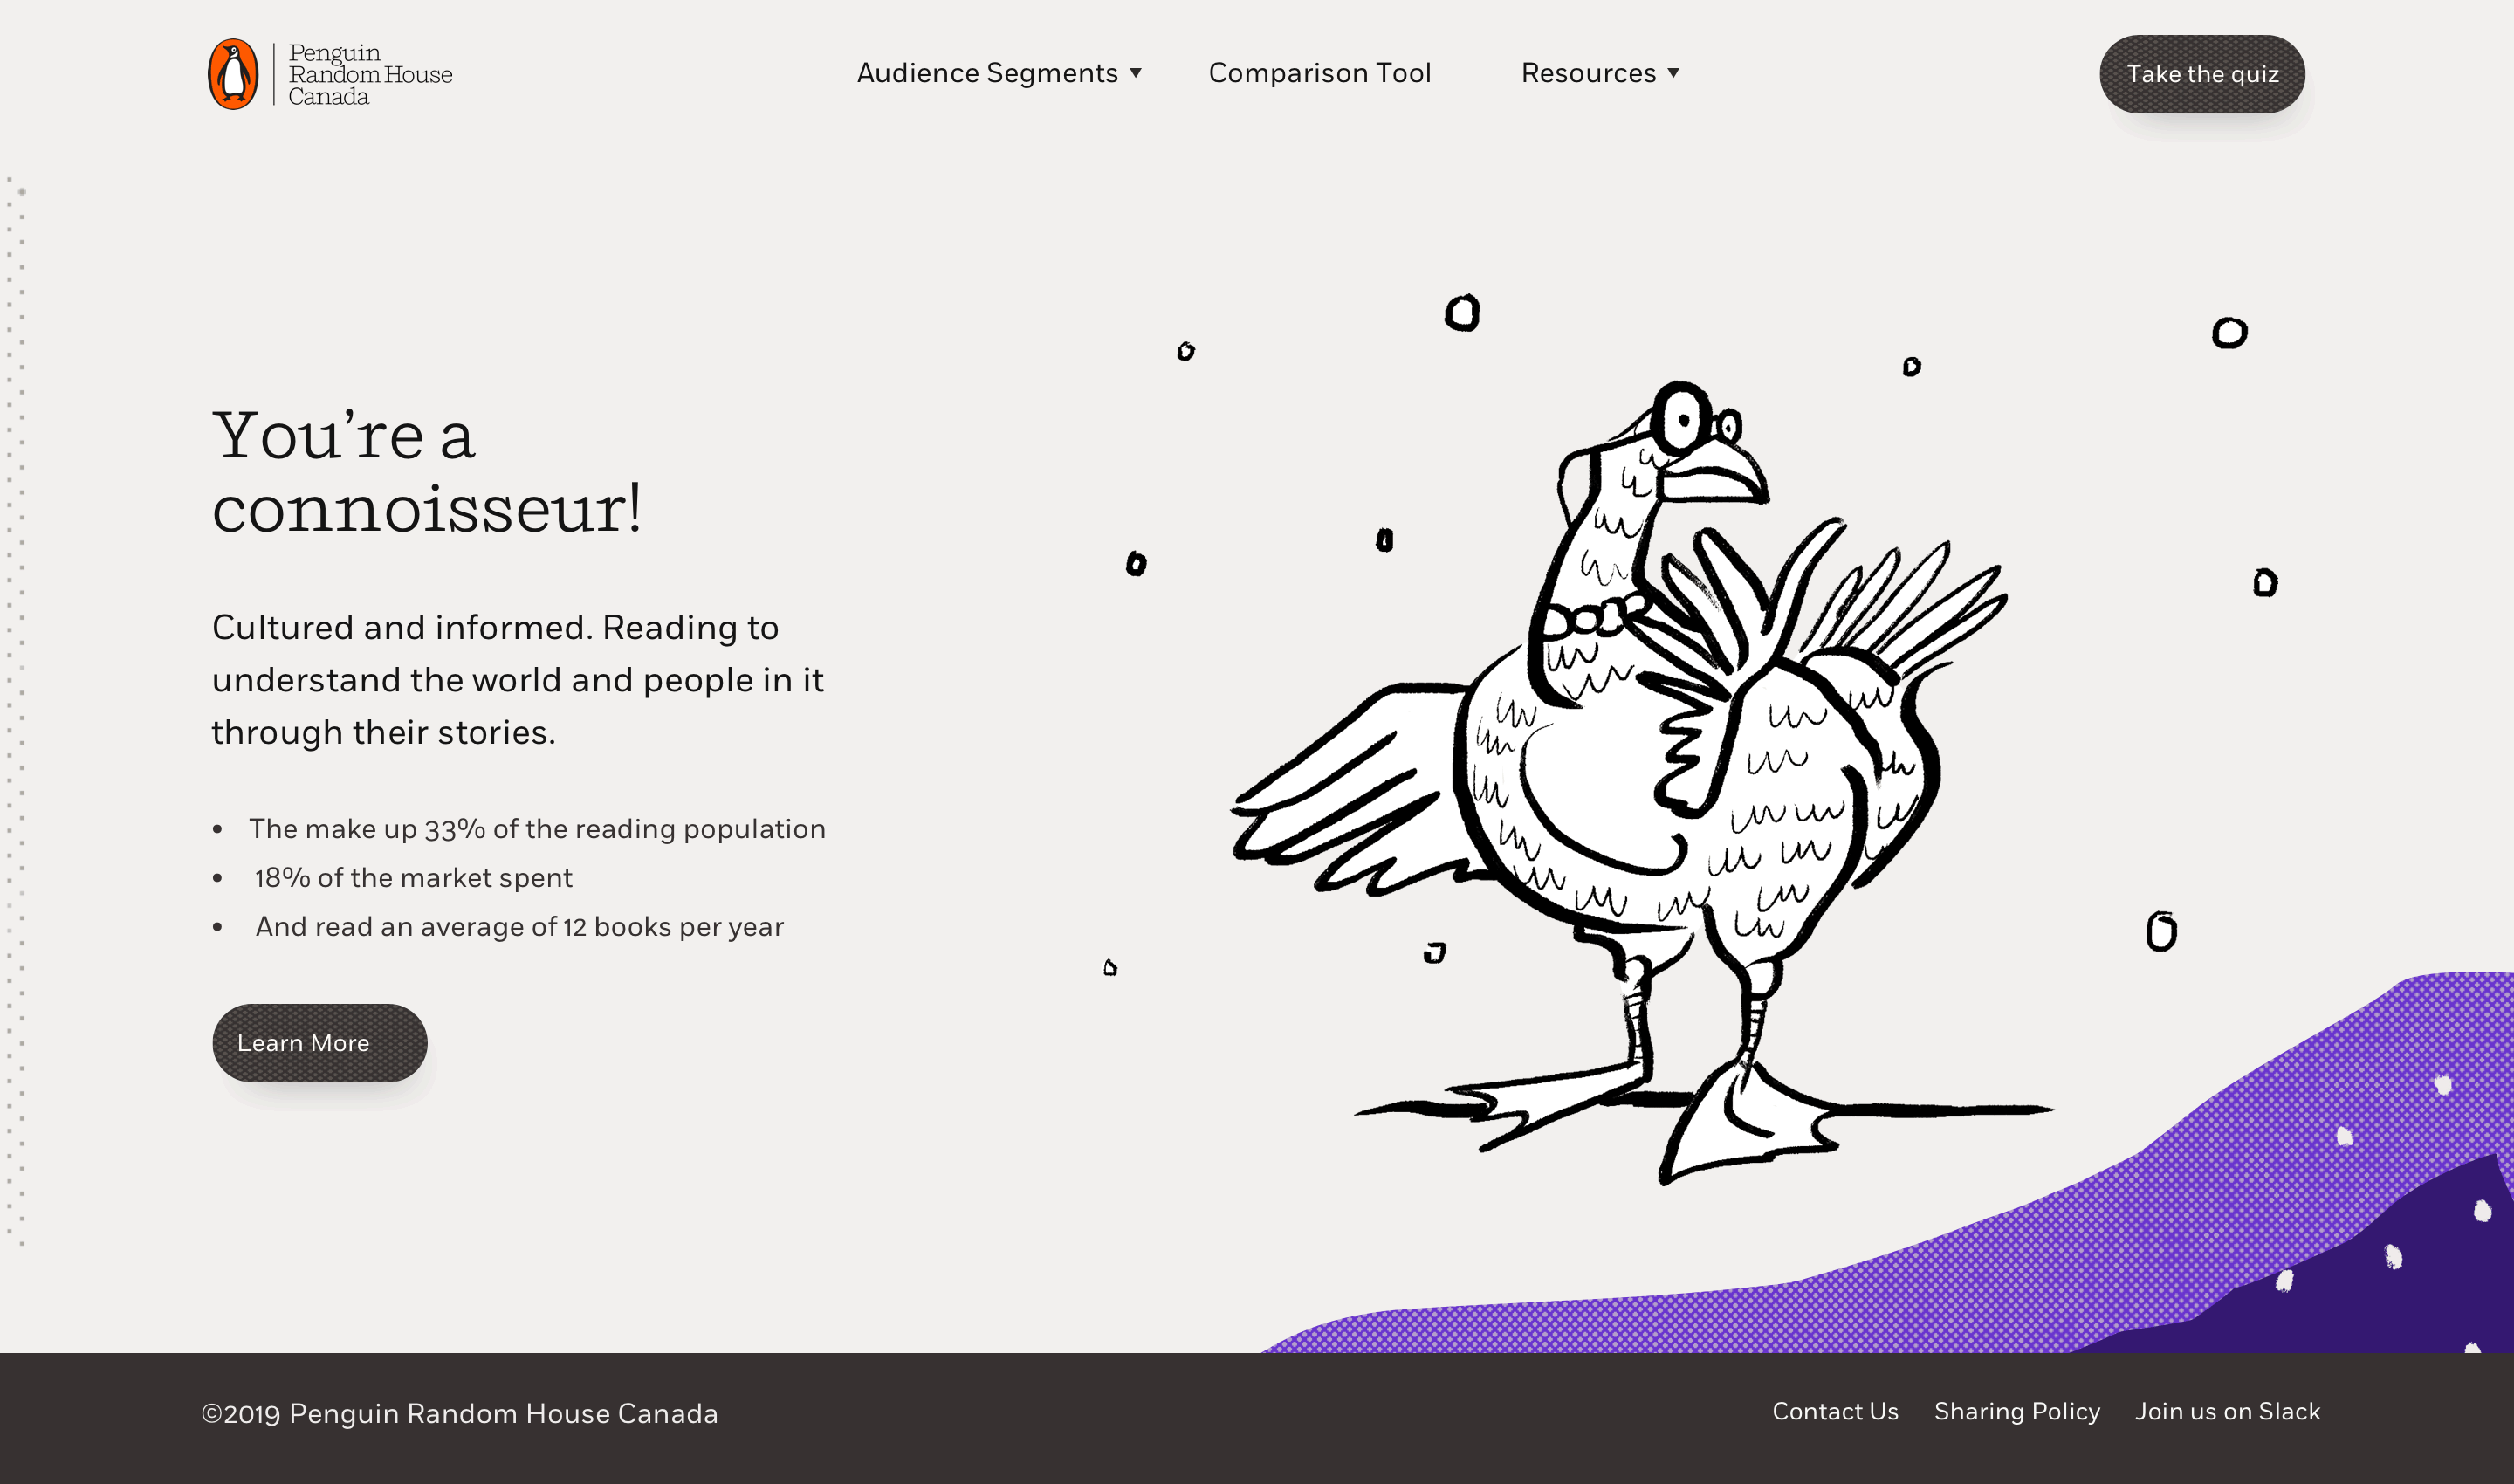 Penguin
Random House
Canada
Audience Segments
Comparison Tool
Resources
Take the quiz
You’re a
connoisseur!
Cultured and informed. Reading to
understand the world and people in it
through their stories.
• The make up 33% of the reading population
• 18% of the market spent
• And read an average of 12 books per year
Learn More
©2019 Penguin Random House Canada
Contact Us
Sharing Policy
Join us on Slack